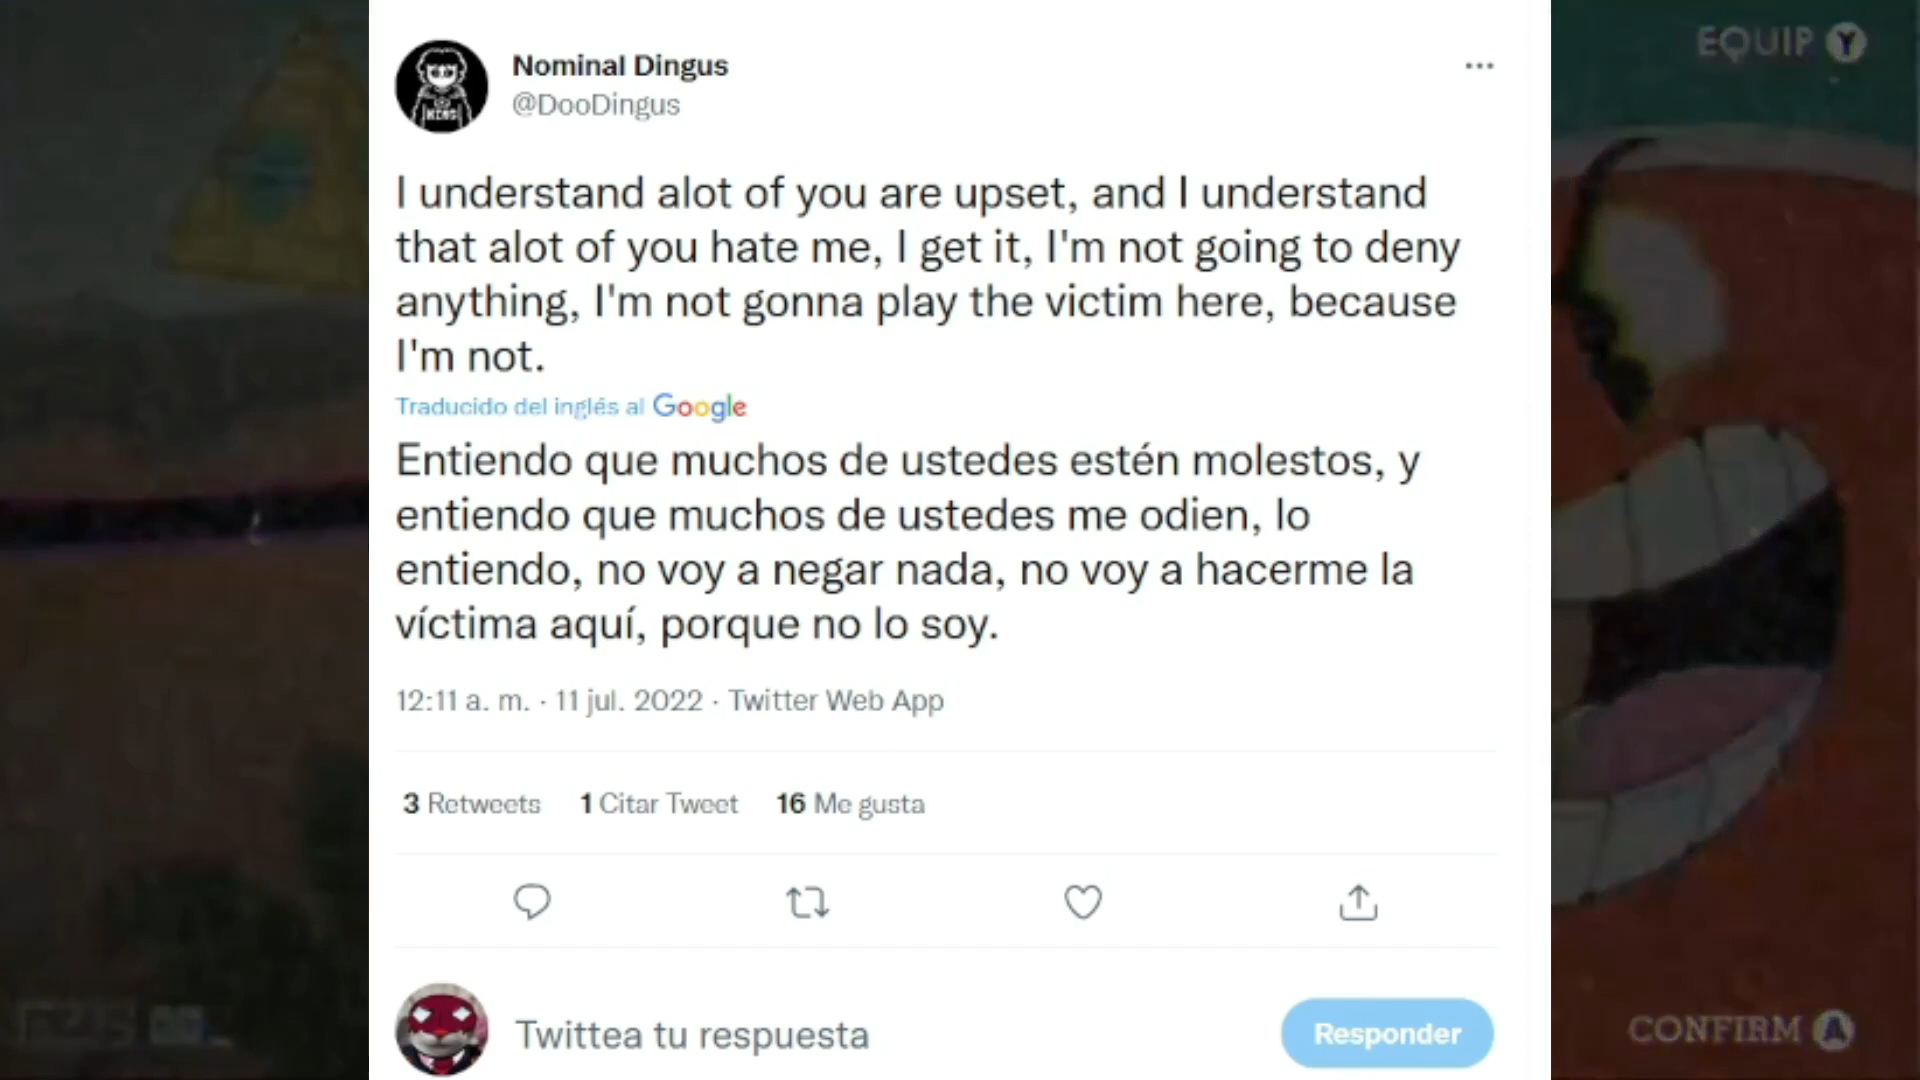 EQUIP Y
Nominal Dingus
@DooDingus
I understand alot of you are upset, and I understand
that alot of you hate me, I get it, I'm not going to deny
anything, I'm not gonna play the victim here, because
I'm not.
Traducido del inglés al Google
Entiendo que muchos de ustedes estén molestos, y
entiendo que muchos de ustedes me odien, lo
entiendo, no voy a negar nada, no voy a hacerme la
víctima aquí, porque no lo soy.
12:11 a. m. · 11 jul. 2022 · Twitter Web App
3 Retweets 1 Citar Tweet 16 Me gusta
Twittea tu respuesta
Responder
CONFIRM A